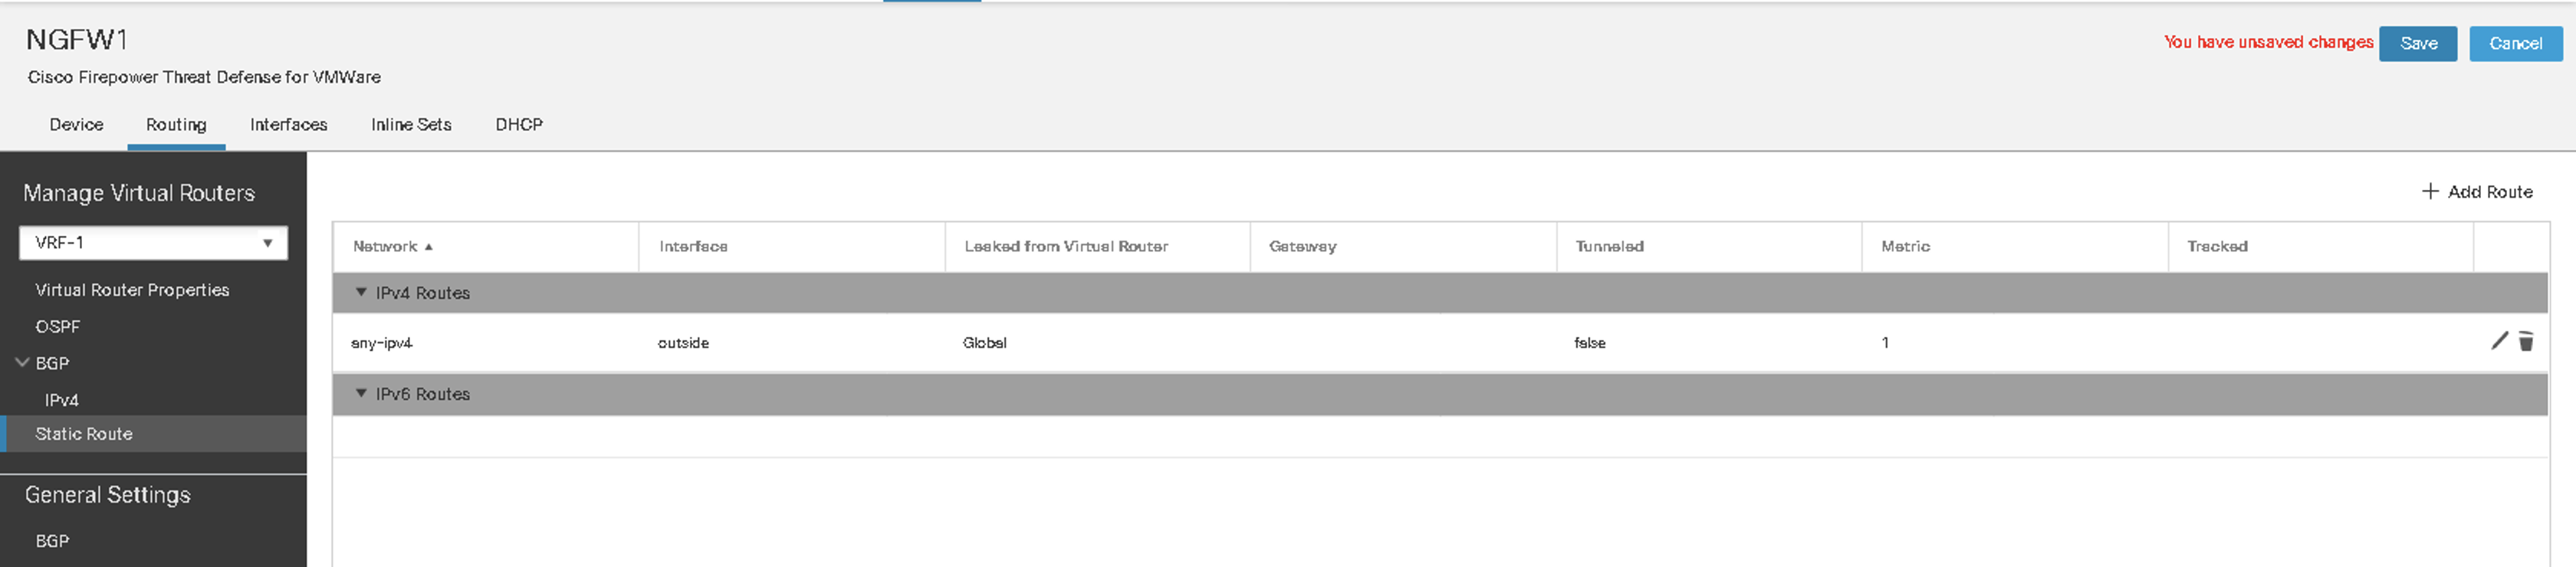 NGFW1
You have unsaved changes Save Cancel
Cisco Firepower Threat Defense for VMWare
Device Routing Interfaces Inline Sets DHCP
Manage Virtual Routers
VRF-1
Virtual Router Properties
OSPF
BGP
IPv4
Static Route
General Settings
BGP
+ Add Route
Network Interface Leaked from Virtual Router Gateway Tunneled Metric Tracked
IPv4 Routes
any-ipv4 outside Global false 1
IPv6 Routes